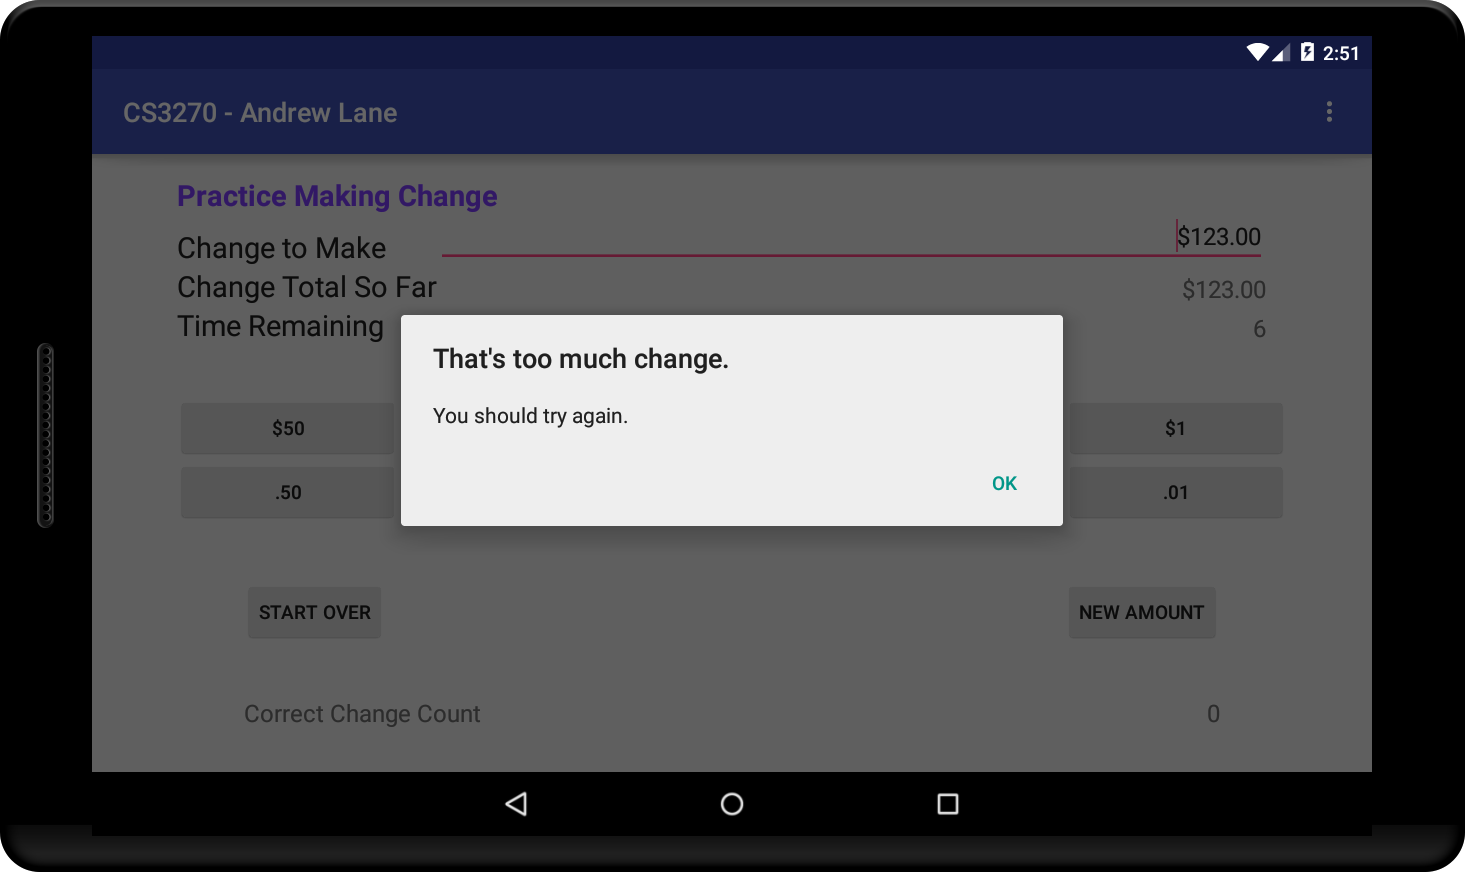 2:51
CS3270 - Andrew Lane
Practice Making Change
Change to Make $123.00
Change Total So Far $123.00
Time Remaining 6
That's too much change.
You should try again.
OK
$50 $1
.50 .01
START OVER NEW AMOUNT
Correct Change Count 0